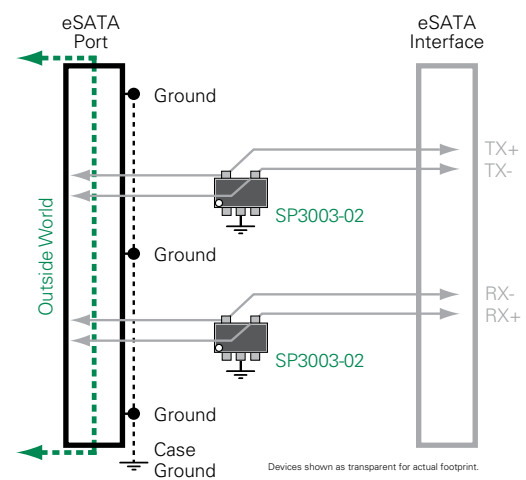 eSATA
Port
eSATA
Interface
Ground
TX+
TX-
SP3003-02
Outside World
Ground
RX-
RX+
SP3003-02
Ground
Case
Ground
Devices shown as transparent for actual footprint.